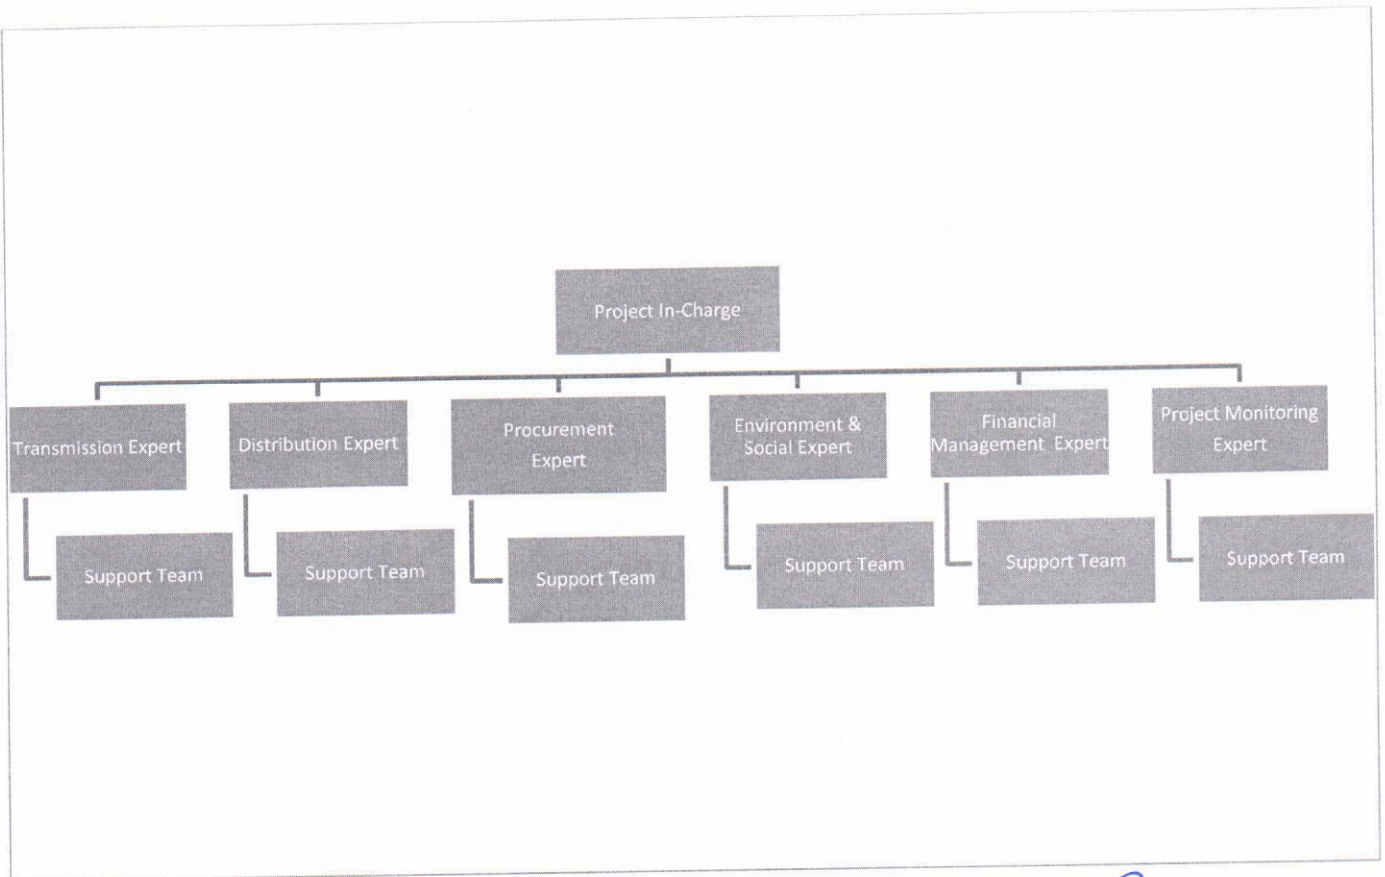 Project In-Charge
Transmission Expert
Distribution Expert
Procurement
Expert
Environment &
Social Expert
Financial
Management Expert
Project Monitoring
Expert
Support Team
Support Team
Support Team
Support Team
Support Team
Support Team